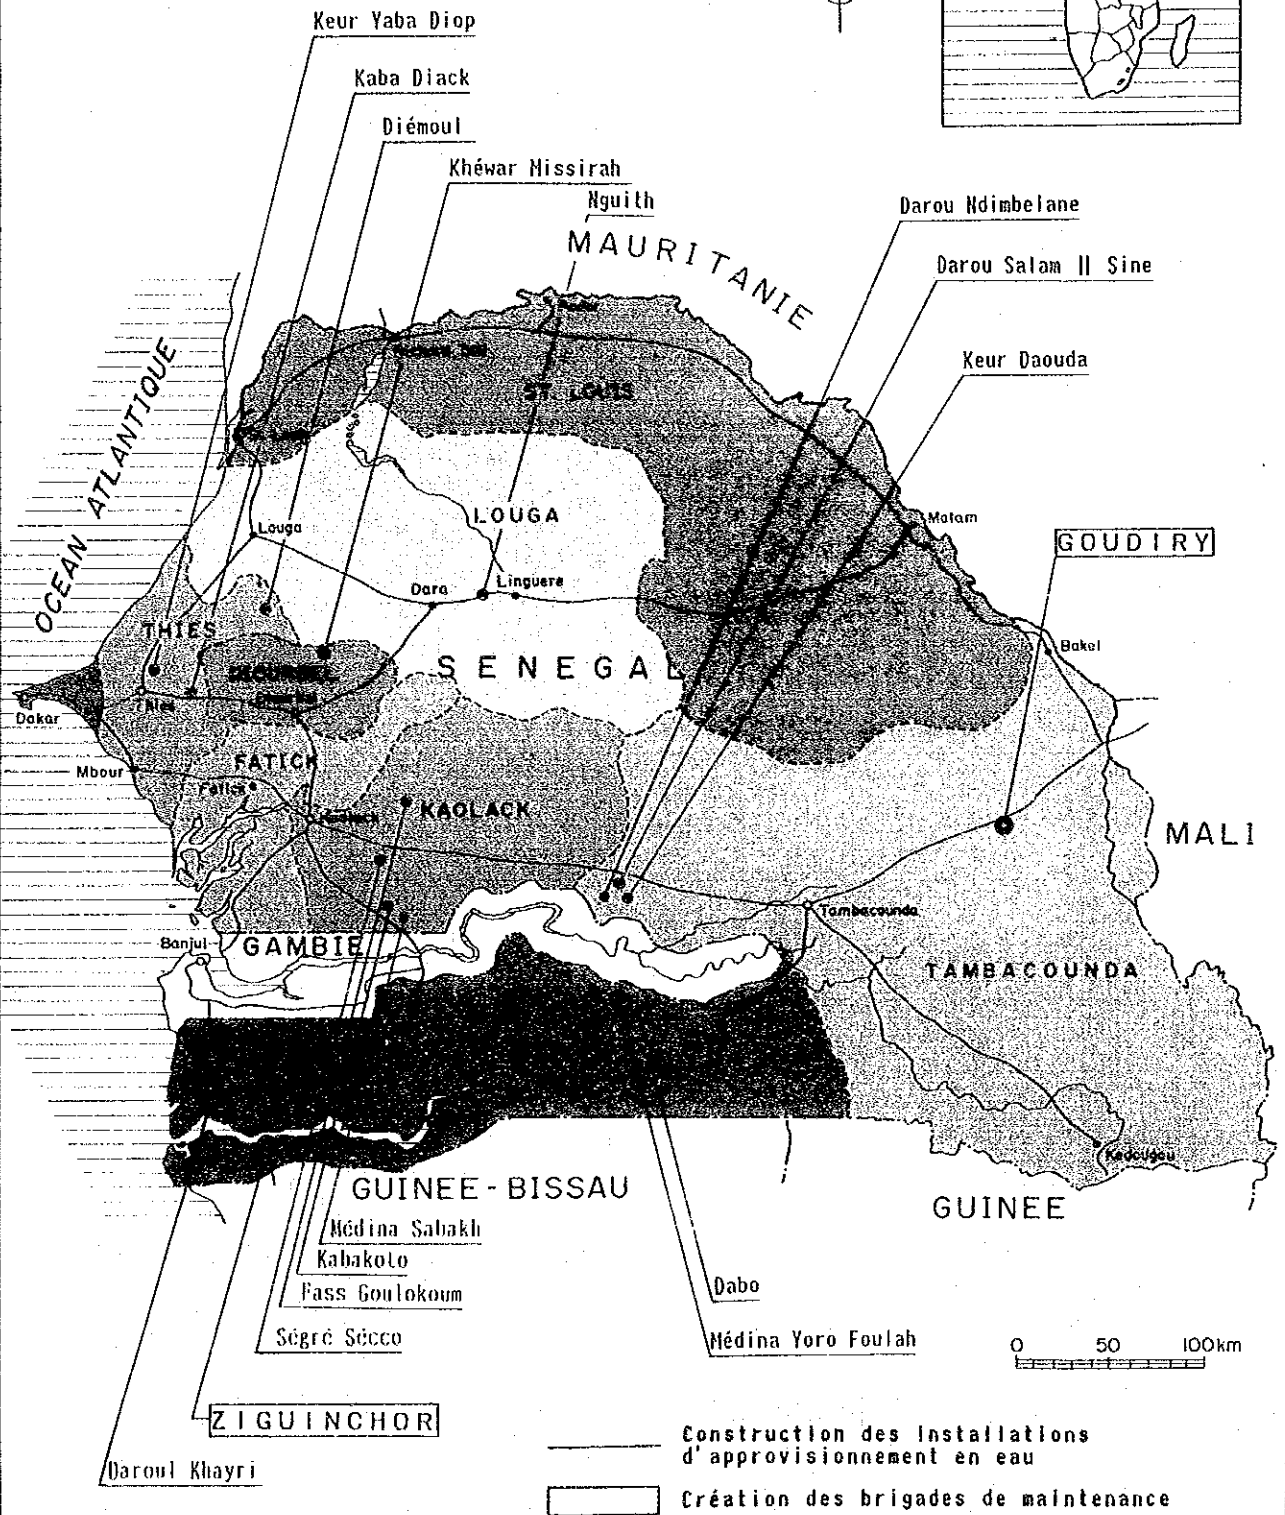 Keur Yaba Diop
Kaba Diack
Diémoul
Khéwar Missirah
Nguith
Darou Ndimbelane
Darou Salam II Sine
Keur Daouda
MAURITANIE
OCEAN ATLANTIQUE
ST. LOUIS
LOUGA
Louga
Matam
GOUDIRY
Dara
Linguere
THIES
Bakel
SENEGAL
DIOURBEL
Thies
Dakar
Mbour
FATICK
Fatick
KAOLACK
Kaolack
MALI
Tambacounda
Banjul
GAMBIE
TAMBACOUNDA
Kedougou
GUINEE-BISSAU
GUINEE
Médina Sabakh
Kabakoto
Fass Goulokoum
Ségré Sécco
Dabo
Médina Yoro Foulah
0 50 100km
ZIGUINCHOR
Daroul Khayri
Construction des installations
d'approvisionnement en eau
Création des brigades de maintenance